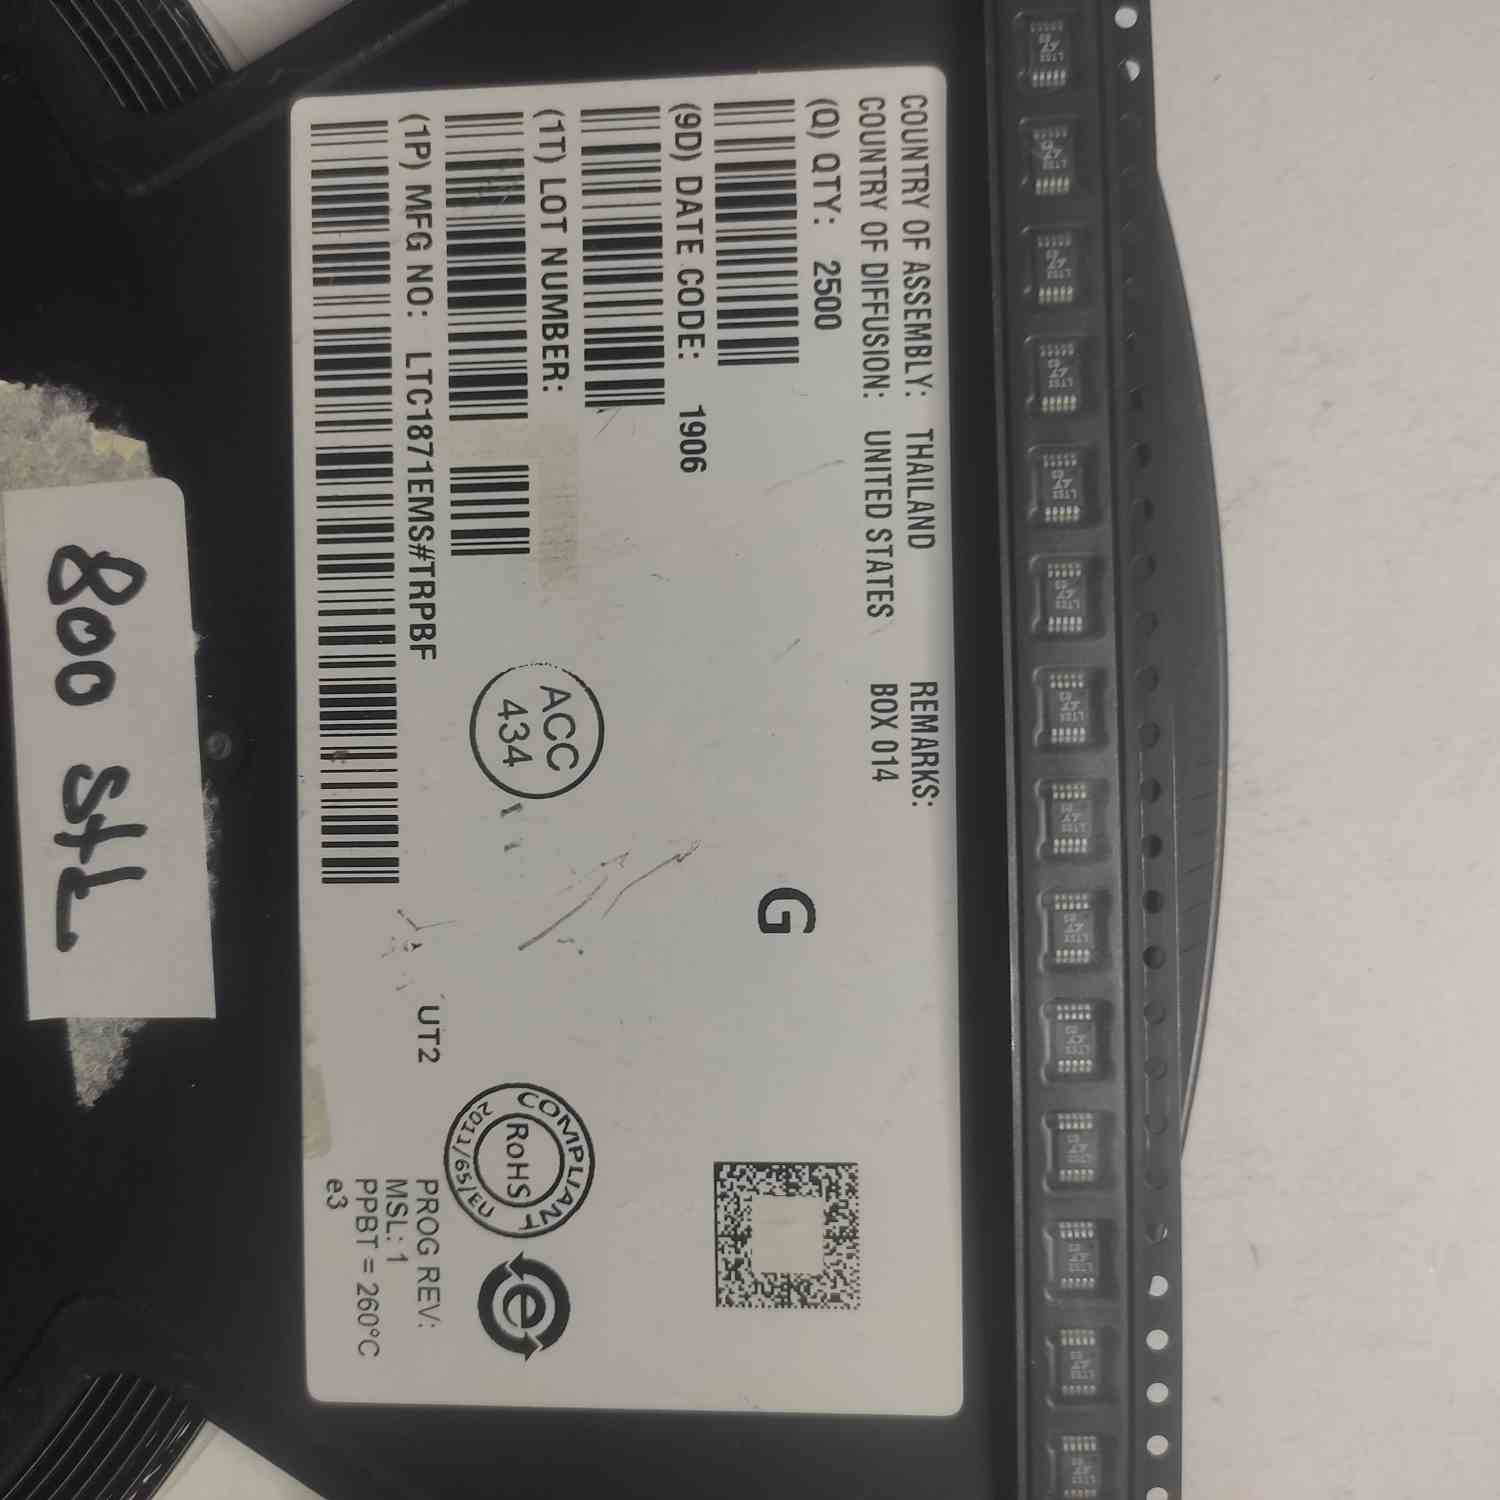 COUNTRY OF ASSEMBLY: THAILAND
COUNTRY OF DIFFUSION: UNITED STATES
REMARKS:
BOX 014
(Q) QTY: 2500
G
(9D) DATE CODE: 1906
(1T) LOT NUMBER:
ACC
434
(1P) MFG NO: LTC1871EMS#TRPBF
UT2
COMPLIANT
RoHS
2011/65/EU
e
PROG REV:
MSL: 1
PPBT = 260°C
e3
800 StL